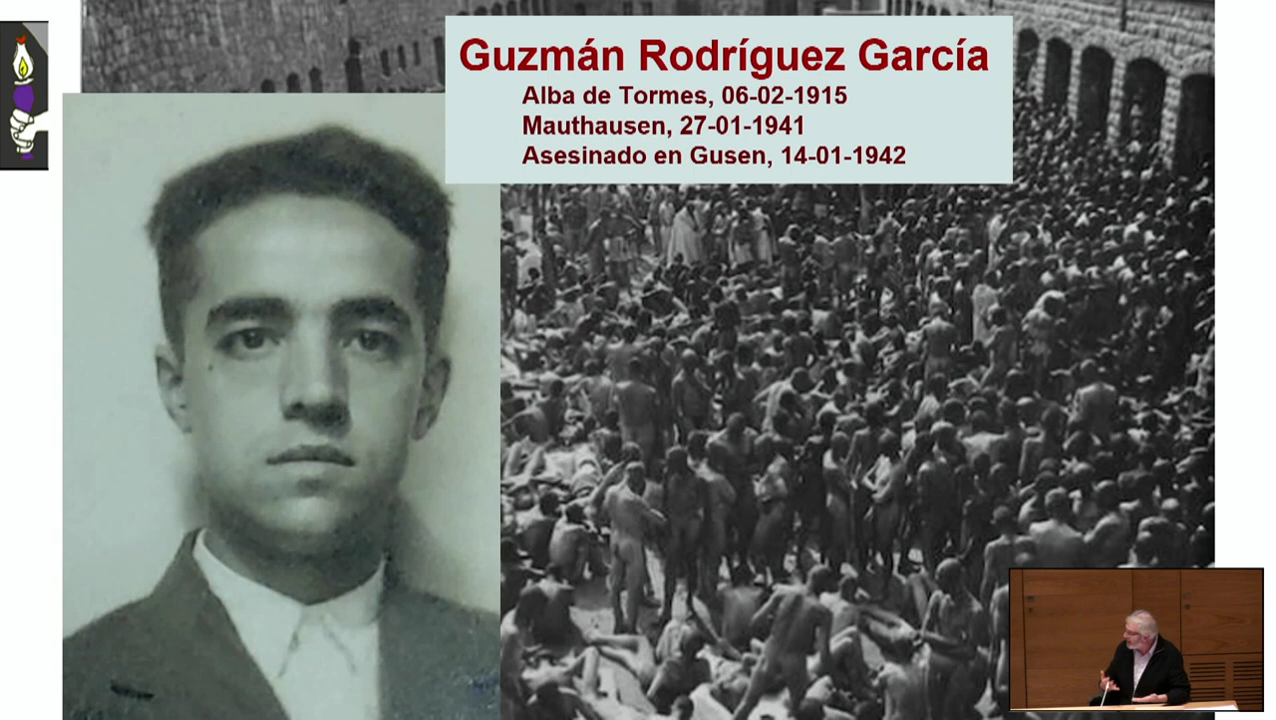 Guzmán Rodríguez García
Alba de Tormes, 06-02-1915
Mauthausen, 27-01-1941
Asesinado en Gusen, 14-01-1942